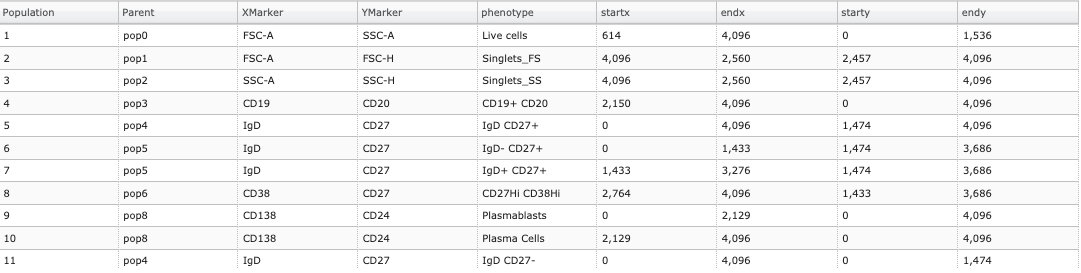 Population Parent XMarker YMarker phenotype startx endx starty endy
1 pop0 FSC-A SSC-A Live cells 614 4,096 0 1,536
2 pop1 FSC-A FSC-H Singlets_FS 4,096 2,560 2,457 4,096
3 pop2 SSC-A SSC-H Singlets_SS 4,096 2,560 2,457 4,096
4 pop3 CD19 CD20 CD19+ CD20 2,150 4,096 0 4,096
5 pop4 IgD CD27 IgD CD27+ 0 4,096 1,474 4,096
6 pop5 IgD CD27 IgD- CD27+ 0 1,433 1,474 3,686
7 pop5 IgD CD27 IgD+ CD27+ 1,433 3,276 1,474 3,686
8 pop6 CD38 CD27 CD27Hi CD38Hi 2,764 4,096 1,433 3,686
9 pop8 CD138 CD24 Plasmablasts 0 2,129 0 4,096
10 pop8 CD138 CD24 Plasma Cells 2,129 4,096 0 4,096
11 pop4 IgD CD27 IgD CD27- 0 4,096 0 1,474